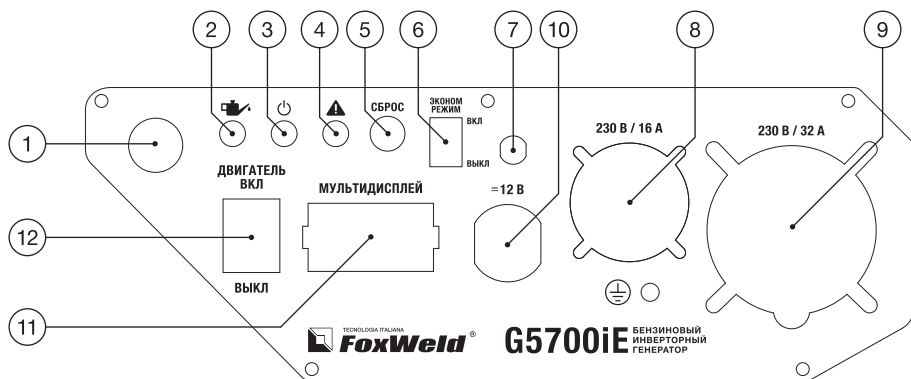 2
3
4
5
6
7
10
8
9
1
12
11
СБРОС
ЭКОНОМ
РЕЖИМ
ВКЛ
ВЫКЛ
230 В / 16 А
230 В / 32 А
ДВИГАТЕЛЬ
ВКЛ
ВЫКЛ
МУЛЬТИДИСПЛЕЙ
12 В
TECNOLOGIA ITALIANA
FoxWeld®
G5700iE
БЕНЗИНОВЫЙ
ИНВЕРТОРНЫЙ
ГЕНЕРАТОР